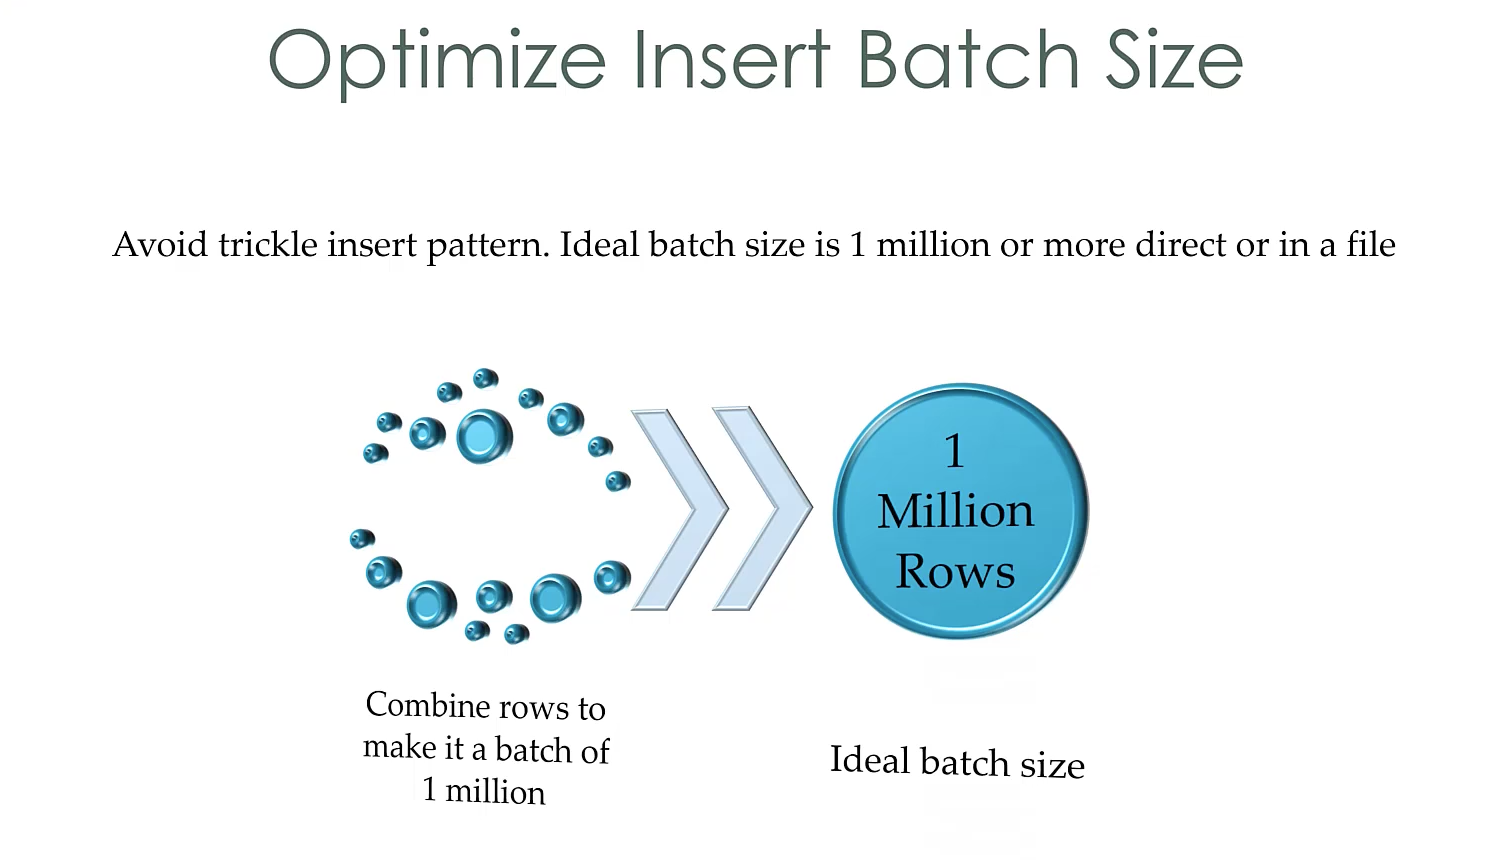 Optimize Insert Batch Size
Avoid trickle insert pattern. Ideal batch size is 1 million or more direct or in a file
1
Million
Rows
Combine rows to
make it a batch of
1 million
Ideal batch size